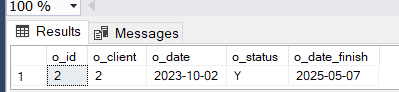 100 %
Results Messages
o_id o_client o_date o_status o_date_finish
1 2 2 2023-10-02 Y 2025-05-07